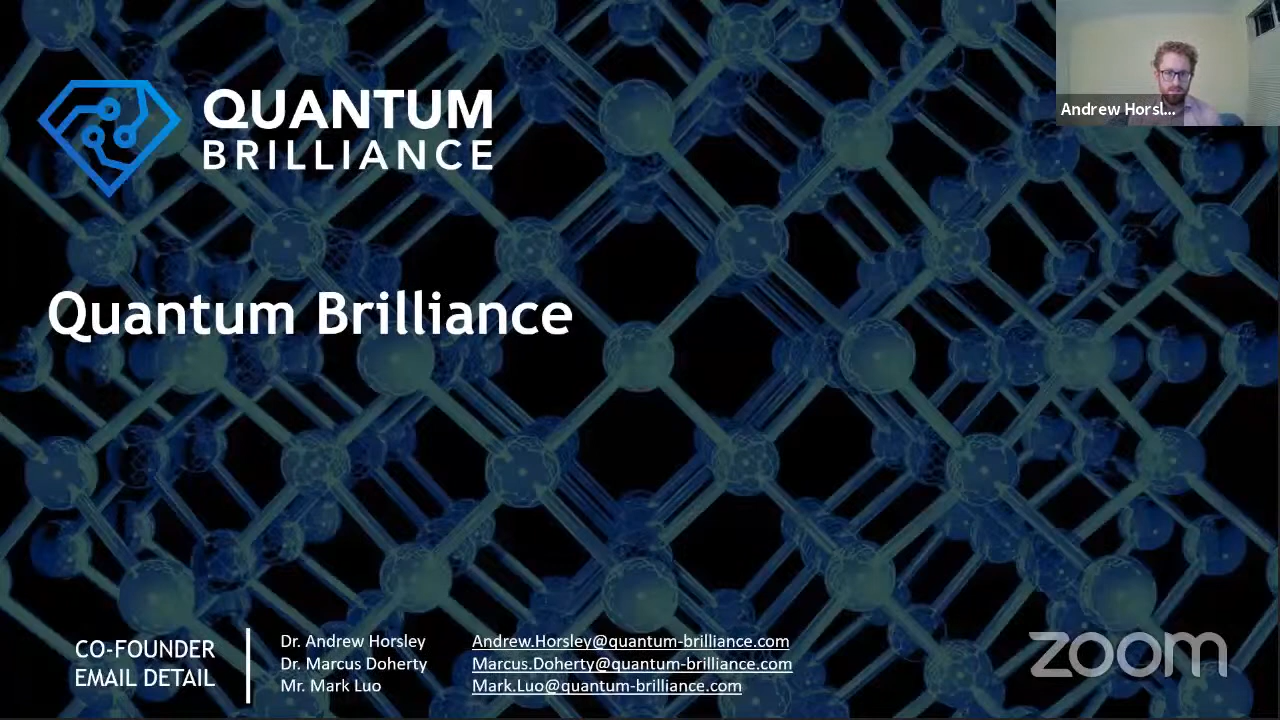 QUANTUM
BRILLIANCE
Andrew Horsl...
Quantum Brilliance
CO-FOUNDER
EMAIL DETAIL
Dr. Andrew Horsley Andrew.Horsley@quantum-brilliance.com
Dr. Marcus Doherty Marcus.Doherty@quantum-brilliance.com
Mr. Mark Luo Mark.Luo@quantum-brilliance.com
zoom